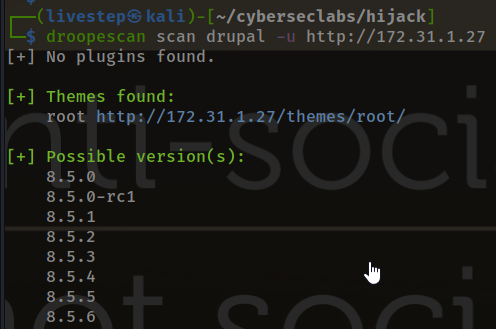 (livestep㉿kali)-[~/cyberseclabs/hijack]
$ droopescan scan drupal -u http://172.31.1.27
[+] No plugins found.
[+] Themes found:
root http://172.31.1.27/themes/root/
[+] Possible version(s):
8.5.0
8.5.0-rc1
8.5.1
8.5.2
8.5.3
8.5.4
8.5.5
8.5.6